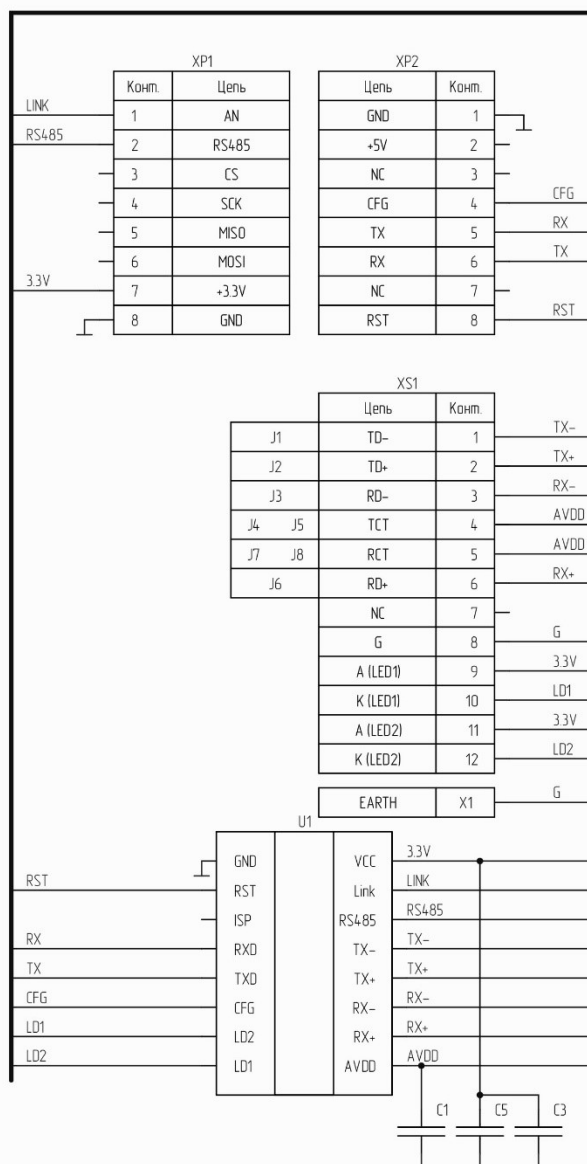 XP1 XP2
Конт. Цепь Цепь Конт.
LINK 1 AN GND 1
RS485 2 RS485 +5V 2
3 CS NC 3
4 SCK CFG 4 CFG
5 MISO TX 5 RX
6 MOSI RX 6 TX
3.3V 7 +3.3V NC 7
8 GND RST 8 RST
XS1
Цепь Конт.
J1 TD- 1 TX-
J2 TD+ 2 TX+
J3 RD- 3 RX-
J4 J5 TCT 4 AVDD
J7 J8 RCT 5 AVDD
J6 RD+ 6 RX+
NC 7
G 8 G
A (LED1) 9 3.3V
K (LED1) 10 LD1
A (LED2) 11 3.3V
K (LED2) 12 LD2
EARTH X1 G
U1
GND VCC 3.3V
RST RST Link LINK
ISP RS485 RS485
RX RXD TX- TX-
TX TXD TX+ TX+
CFG CFG RX- RX-
LD1 LD2 RX+ RX+
LD2 LD1 AVDD AVDD
C1 C5 C3